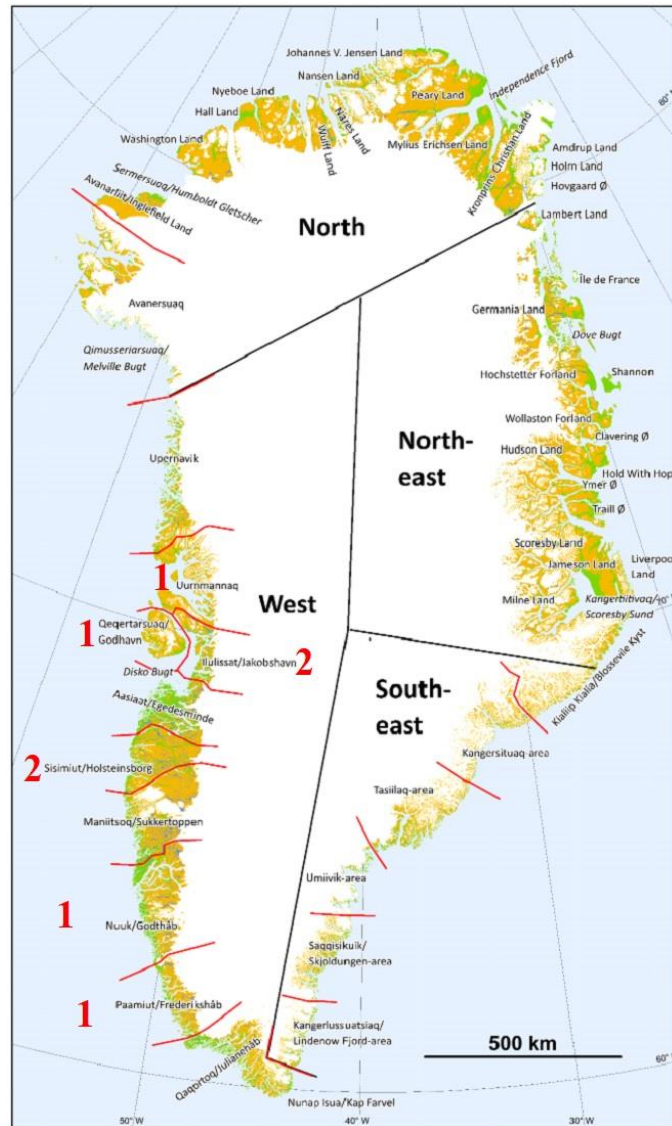 Johannes V. Jensen Land
Nansen Land
Independence Fjord
Nyeboe Land
Peary Land
Hall Land
Wulff Land
Nares Land
Washington Land
Mylius Erichsen Land
Kronprins Christian Land
Amdrup Land
Holm Land
Hovgaard Ø
Sermersuaq/Humboldt Gletscher
Avanarfiit/Inglefield Land
Lambert Land
North
Île de France
Avanersuaq
Germania Land
Dove Bugt
Qimusseriarsuaq/
Melville Bugt
Hochstetter Forland
Shannon
Wollaston Forland
Clavering Ø
North-
east
Hudson Land
Upernavik
Hold With Hop
Ymer Ø
Traill Ø
Scoresby Land
Jameson Land
Liverpoo
Land
1
Uummannaq
West
Kangertitivaq/
Scoresby Sund
Milne Land
1
Qeqertarsuaq/
Godhavn
Ilulissat/Jakobshavn
2
Disko Bugt
South-
east
Kialiip Kialia/Blosseville Kyst
Aasiaat/Egedesminde
Kangersituaq-area
2
Sisimiut/Holsteinsborg
Tasiilaq-area
Maniitsoq/Sukkertoppen
Umiivik-area
1
Nuuk/Godthåb
Saqqisikuik/
Skjoldungen-area
1
Paamiut/Frederikshåb
Kangerlussuatsiaq/
Lindenow Fjord-area
500 km
Qaqortoq/Julianehåb
Nunap Isua/Kap Farvel
50°W
40°W
30°W
60°